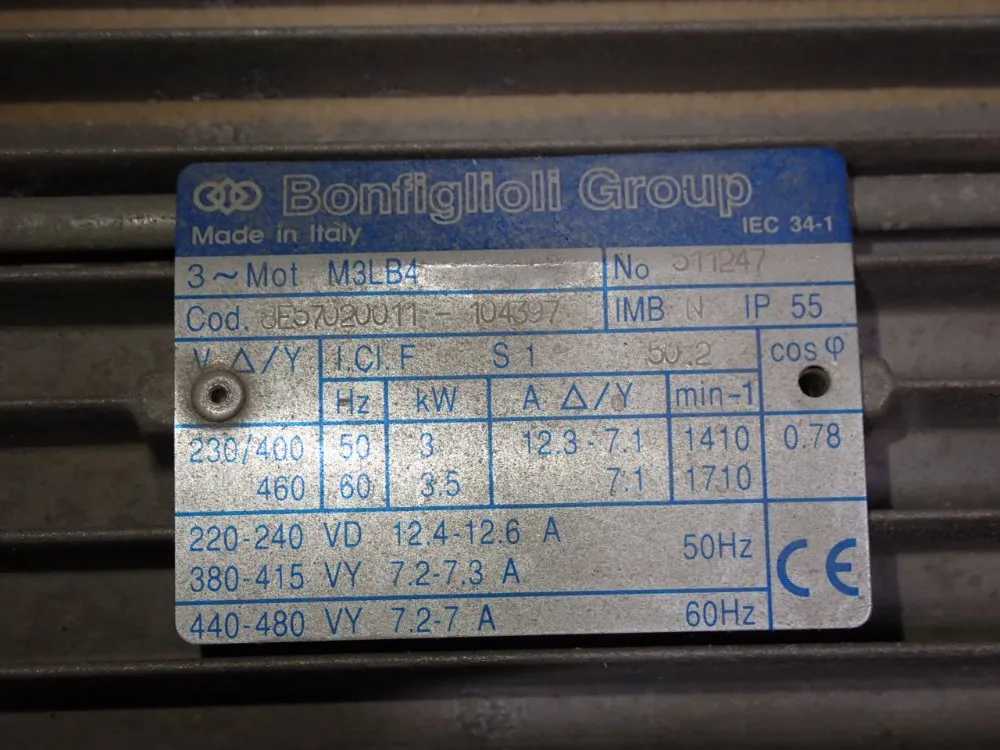 Bonfiglioli Group
Made in Italy IEC 34-1
3~Mot M3LB4 No 511247
Cod. 8E57020011 - 104397 IMB N IP 55
V △/Y I.Cl. F S 1 50.2 cos φ
Hz kW A △/Y min-1
230/400 50 3 12.3-7.1 1410 0.78
460 60 3.5 7.1 1710
220-240 VD 12.4-12.6 A 50Hz
380-415 VY 7.2-7.3 A
440-480 VY 7.2-7 A 60Hz
CE